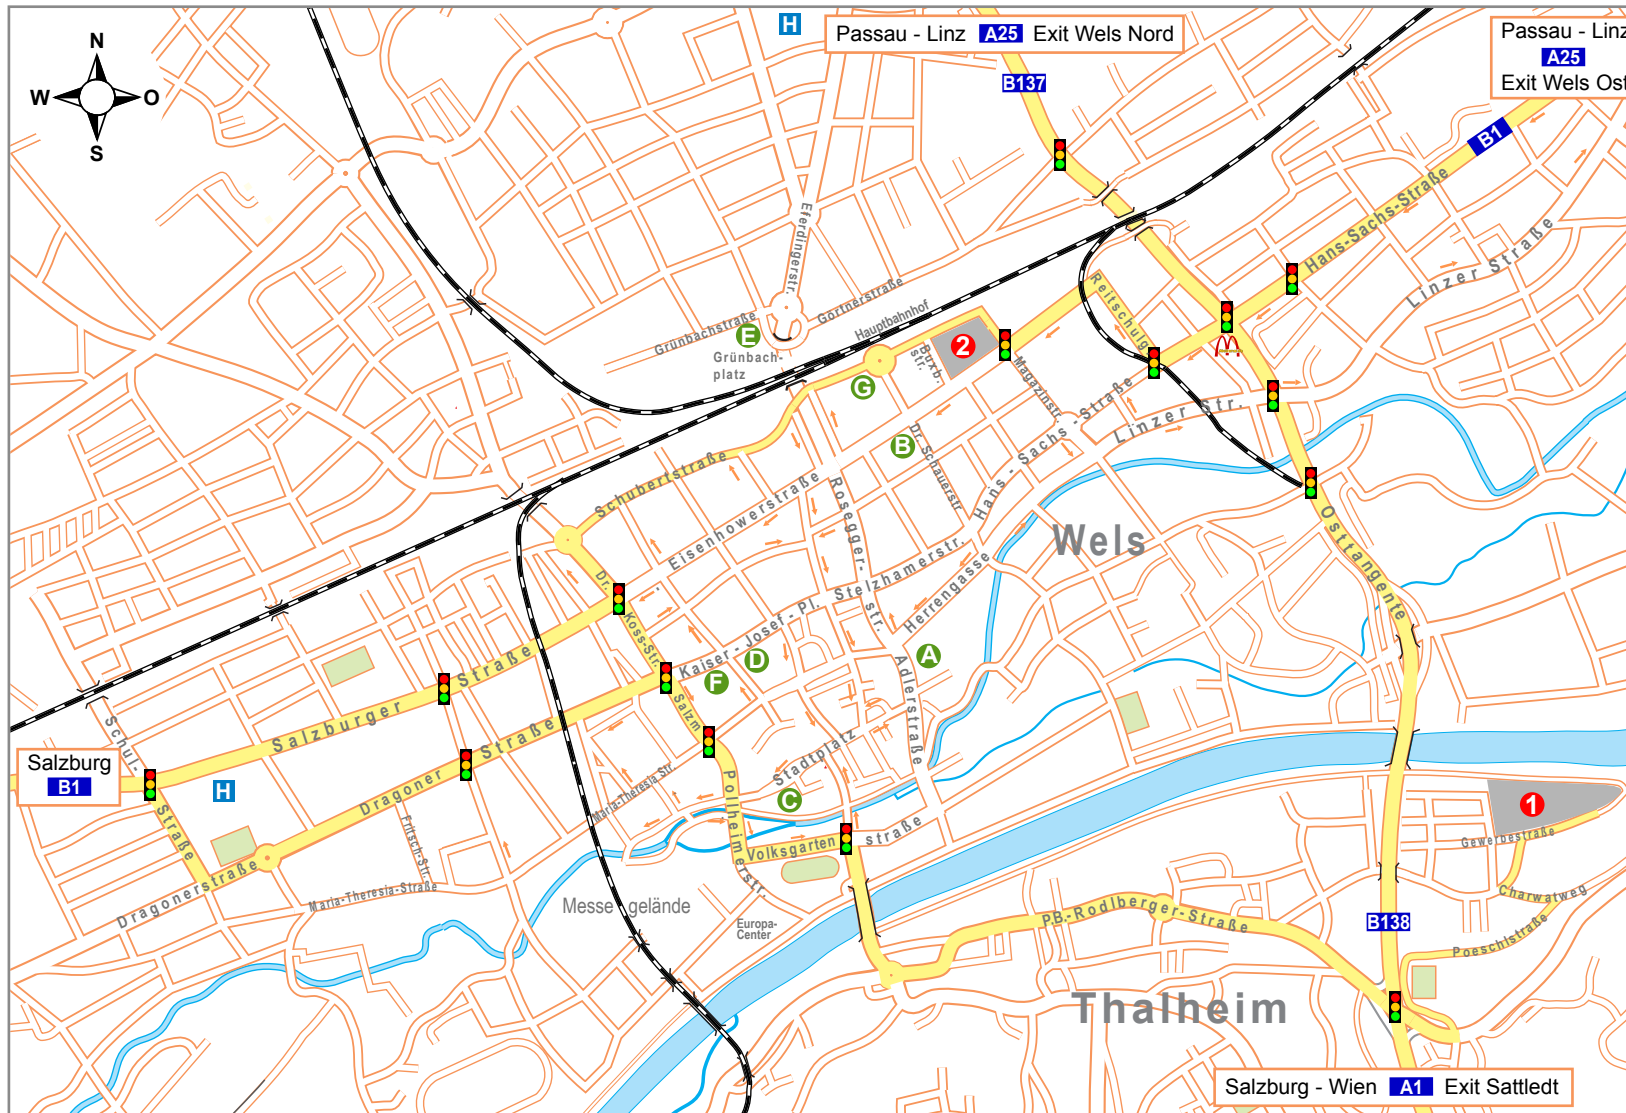 N
W
O
S
H
Passau - Linz A25 Exit Wels Nord
Passau - Linz
A25
Exit Wels Ost
B137
B1
Hans-Sachs-Straße
Linzer Straße
Eferdingerstr.
Gortnerstraße
Grünbachstraße
E
Grünbach-
platz
Hauptbahnhof
Reitschulg.
2
Buxb.
str.
G
Magazinstr.
Hans - Sachs - Straße
Linzer Str.
B
Dr. Schauerstr.
Schubertstraße
Eisenhowerstraße
Rosegger-
str.
Wels
Osttangente
Stelzhamerstr.
Herrengasse
Dr.
Koss-Str.
Kaiser - Josef - Pl.
A
D
F
Adlerstraße
Salzm
Salzburger Straße
Schul-
Straße
Salzburg
B1
H
Dragoner Straße
Stadtplatz
Maria-Theresia Str.
C
Pollheimerstr.
Volksgarten straße
Fritsch-Str.
1
Gewerbestraße
Dragonerstraße
Maria-Theresia-Straße
Messe gelände
Europa-
Center
P.B.-Rodlberger-Straße
B138
Charwatweg
Poeschlstraße
Thalheim
Salzburg - Wien A1 Exit Sattledt